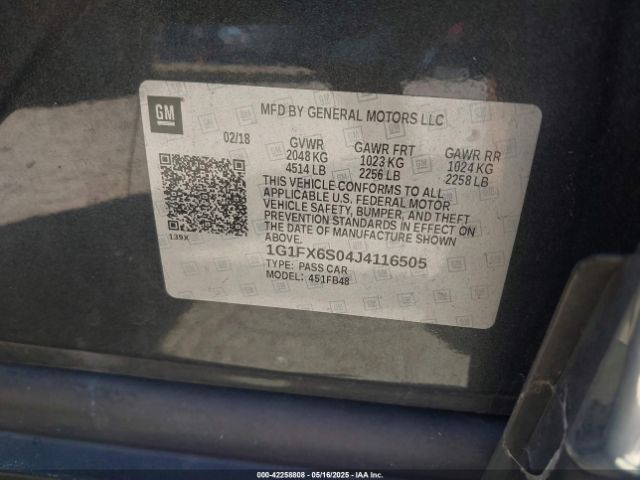 GM
MFD BY GENERAL MOTORS LLC
02/18
GVWR GAWR FRT GAWR RR
2048 KG 1023 KG 1024 KG
4514 LB 2256 LB 2258 LB
THIS VEHICLE CONFORMS TO ALL
APPLICABLE U.S. FEDERAL MOTOR
VEHICLE SAFETY, BUMPER, AND THEFT
PREVENTION STANDARDS IN EFFECT ON
THE DATE OF MANUFACTURE SHOWN
ABOVE.
139X
1G1FX6S04J4116505
TYPE: PASS CAR
MODEL: 451FB48
000-42258808 - 05/16/2025 - IAA Inc.